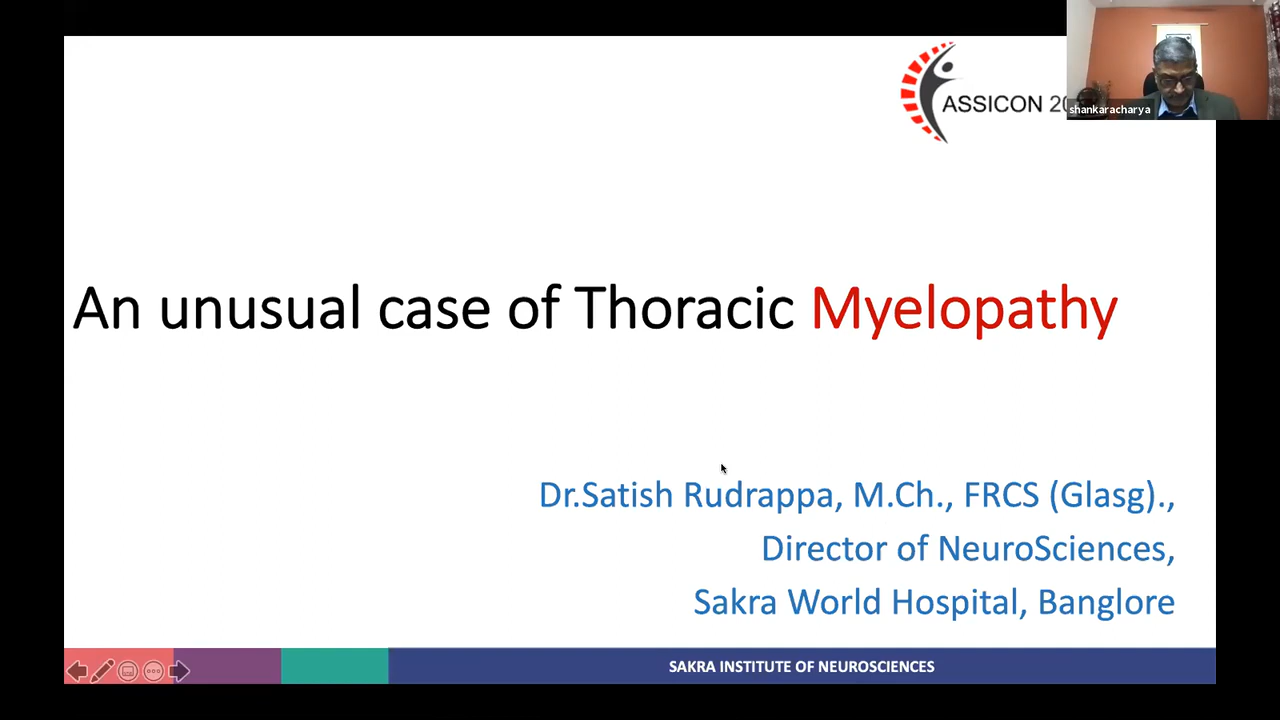 ASSICON 20
shankaracharya
An unusual case of Thoracic Myelopathy
Dr.Satish Rudrappa, M.Ch., FRCS (Glasg).,
Director of NeuroSciences,
Sakra World Hospital, Banglore
SAKRA INSTITUTE OF NEUROSCIENCES